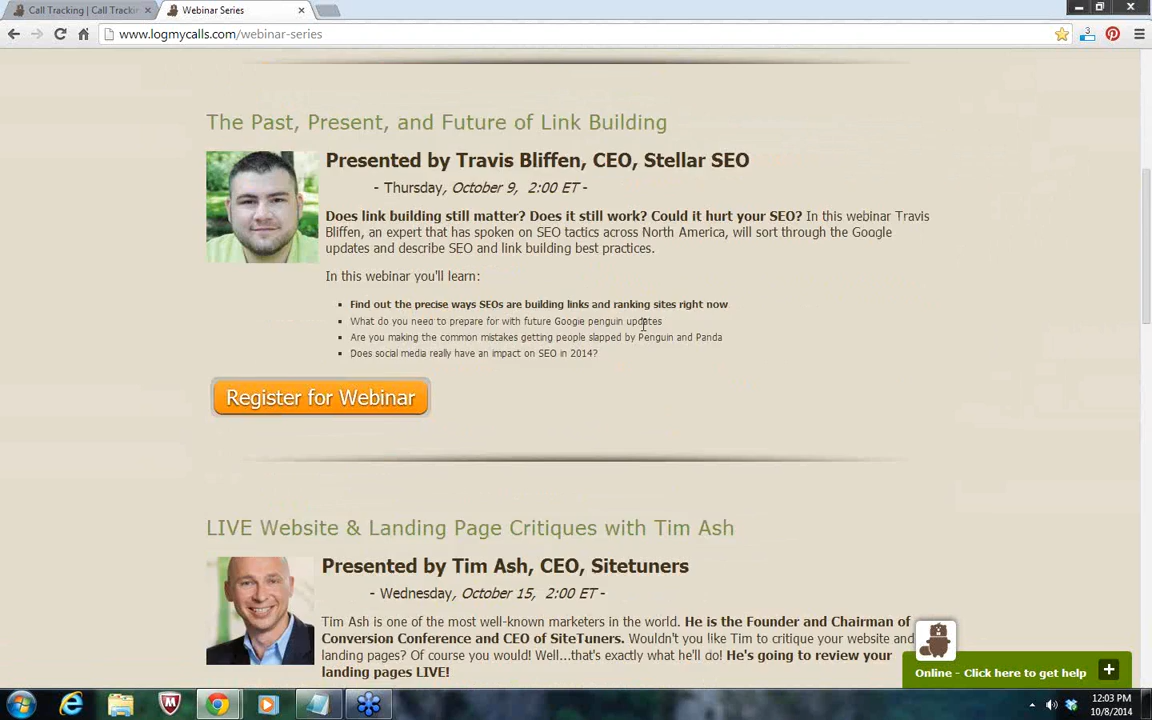 Call Tracking | Call Trackin
Webinar Series
www.logmycalls.com/webinar-series
3
The Past, Present, and Future of Link Building
Presented by Travis Bliffen, CEO, Stellar SEO
- Thursday, October 9, 2:00 ET -
Does link building still matter? Does it still work? Could it hurt your SEO? In this webinar Travis
Bliffen, an expert that has spoken on SEO tactics across North America, will sort through the Google
updates and describe SEO and link building best practices.
In this webinar you'll learn:
Find out the precise ways SEOs are building links and ranking sites right now
What do you need to prepare for with future Google penguin updates
Are you making the common mistakes getting people slapped by Penguin and Panda
Does social media really have an impact on SEO in 2014?
Register for Webinar
LIVE Website & Landing Page Critiques with Tim Ash
Presented by Tim Ash, CEO, Sitetuners
- Wednesday, October 15, 2:00 ET -
Tim Ash is one of the most well-known marketers in the world. He is the Founder and Chairman of
Conversion Conference and CEO of SiteTuners. Wouldn't you like Tim to critique your website and
landing pages? Of course you would! Well...that's exactly what he'll do! He's going to review your
landing pages LIVE!
Online - Click here to get help
12:03 PM
10/8/2014